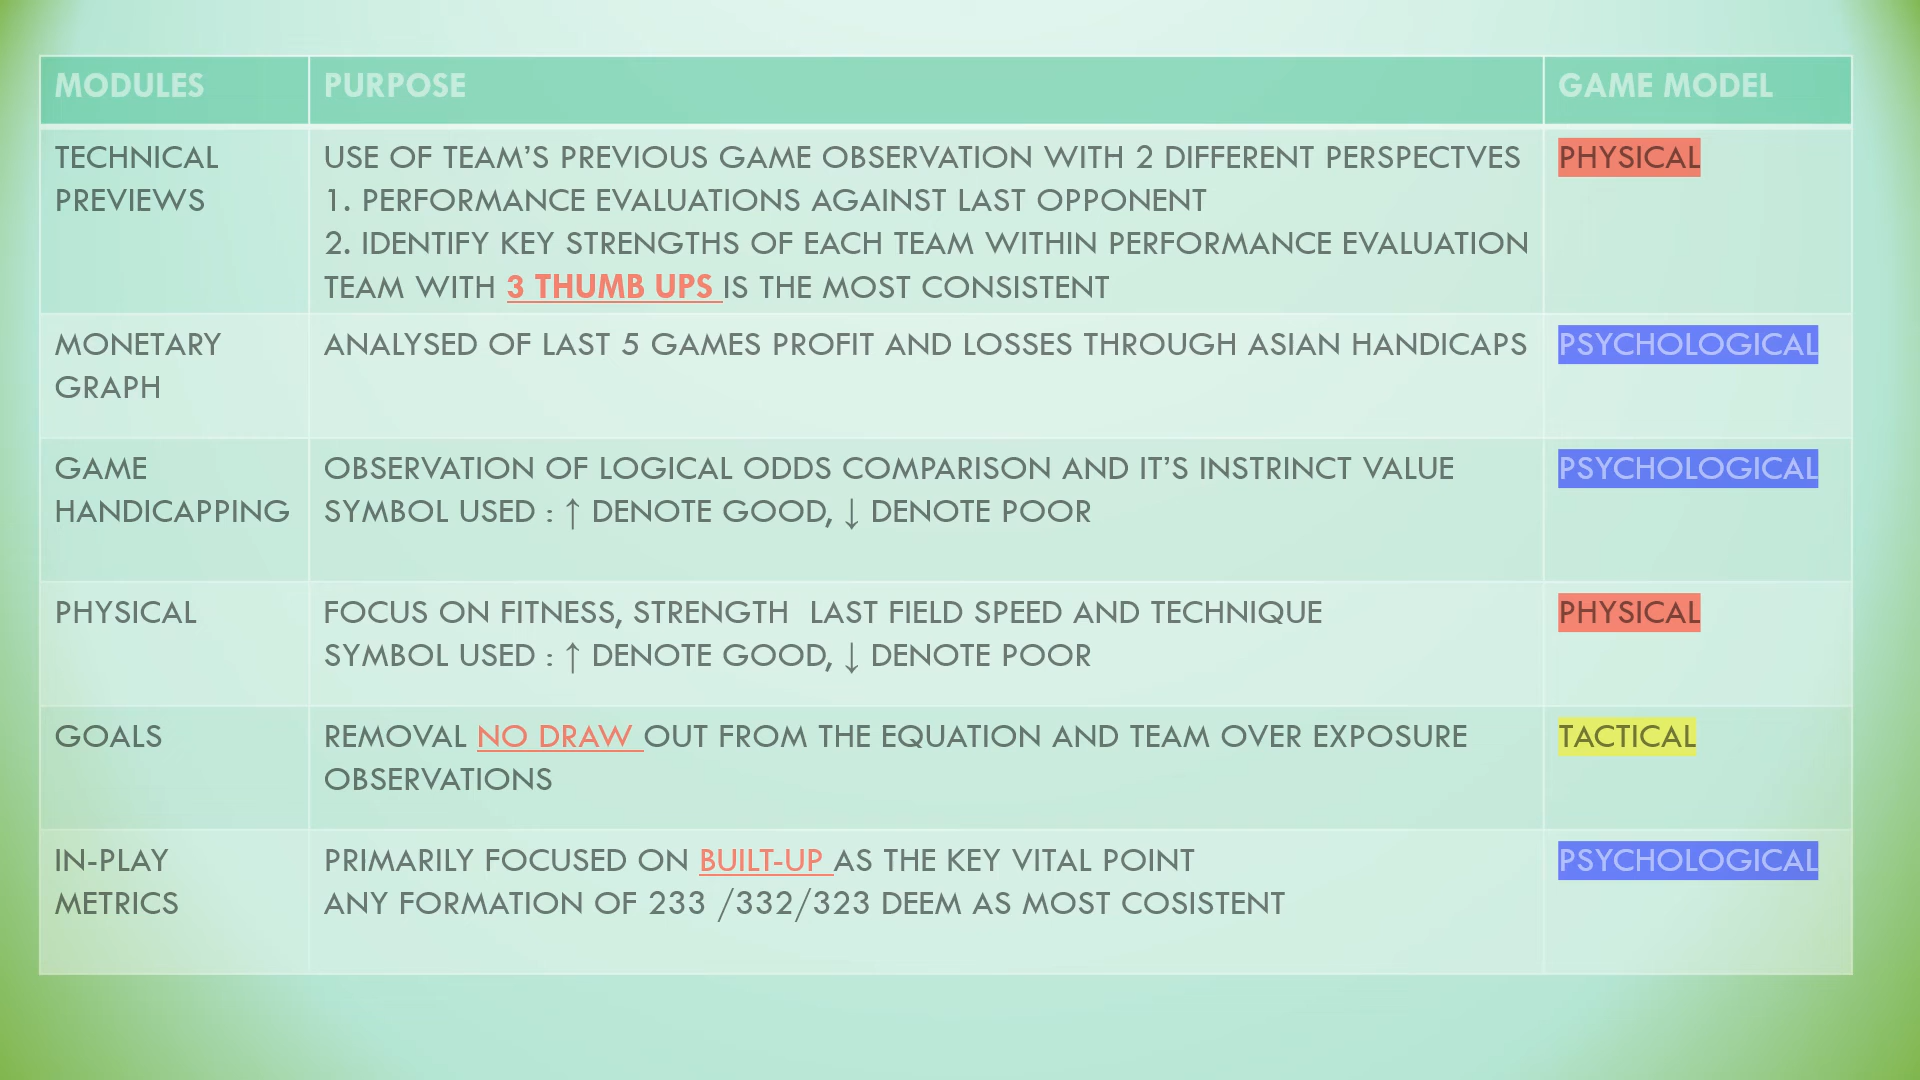 MODULES PURPOSE GAME MODEL
TECHNICAL PREVIEWS
USE OF TEAM'S PREVIOUS GAME OBSERVATION WITH 2 DIFFERENT PERSPECTVES
1. PERFORMANCE EVALUATIONS AGAINST LAST OPPONENT
2. IDENTIFY KEY STRENGTHS OF EACH TEAM WITHIN PERFORMANCE EVALUATION
TEAM WITH 3 THUMB UPS IS THE MOST CONSISTENT
PHYSICAL
MONETARY
GRAPH
ANALYSED OF LAST 5 GAMES PROFIT AND LOSSES THROUGH ASIAN HANDICAPS
PSYCHOLOGICAL
GAME
HANDICAPPING
OBSERVATION OF LOGICAL ODDS COMPARISON AND IT'S INSTRINCT VALUE
SYMBOL USED : ↑ DENOTE GOOD, ↓ DENOTE POOR
PSYCHOLOGICAL
PHYSICAL
FOCUS ON FITNESS, STRENGTH LAST FIELD SPEED AND TECHNIQUE
SYMBOL USED : ↑ DENOTE GOOD, ↓ DENOTE POOR
PHYSICAL
GOALS
REMOVAL NO DRAW OUT FROM THE EQUATION AND TEAM OVER EXPOSURE
OBSERVATIONS
TACTICAL
IN-PLAY
METRICS
PRIMARILY FOCUSED ON BUILT-UP AS THE KEY VITAL POINT
ANY FORMATION OF 233 /332/323 DEEM AS MOST COSISTENT
PSYCHOLOGICAL